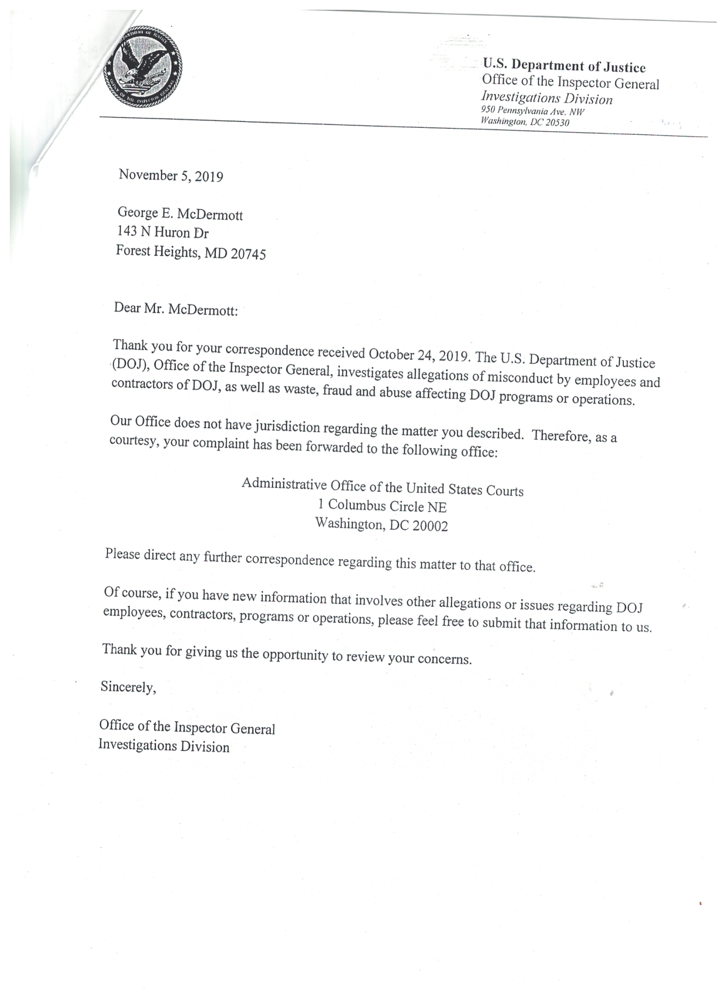 DEPARTMENT OF JUSTICE
OFFICE OF THE INSPECTOR GENERAL
U.S. Department of Justice
Office of the Inspector General
Investigations Division
950 Pennsylvania Ave. NW
Washington, DC 20530
November 5, 2019
George E. McDermott
143 N Huron Dr
Forest Heights, MD 20745
Dear Mr. McDermott:
Thank you for your correspondence received October 24, 2019. The U.S. Department of Justice
(DOJ), Office of the Inspector General, investigates allegations of misconduct by employees and
contractors of DOJ, as well as waste, fraud and abuse affecting DOJ programs or operations.
Our Office does not have jurisdiction regarding the matter you described.  Therefore, as a
courtesy, your complaint has been forwarded to the following office:
Administrative Office of the United States Courts
1 Columbus Circle NE
Washington, DC 20002
Please direct any further correspondence regarding this matter to that office.
Of course, if you have new information that involves other allegations or issues regarding DOJ
employees, contractors, programs or operations, please feel free to submit that information to us.
Thank you for giving us the opportunity to review your concerns.
Sincerely,
Office of the Inspector General
Investigations Division